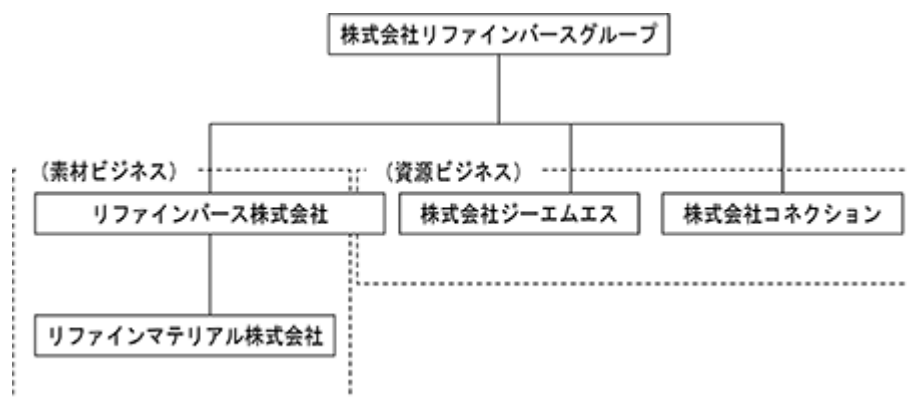 株式会社リファインバースグループ
（素材ビジネス）
（資源ビジネス）
リファインバース株式会社
株式会社ジーエムエス
株式会社コネクション
リファインマテリアル株式会社